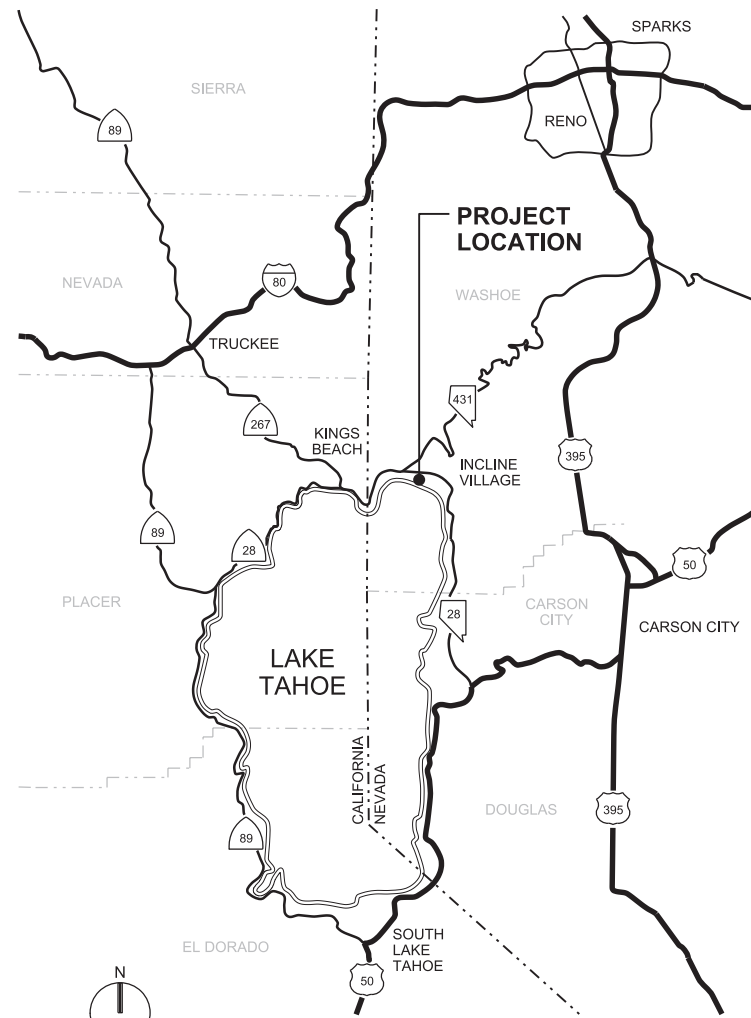 SPARKS
SIERRA
89
RENO
PROJECT
LOCATION
NEVADA
80
WASHOE
TRUCKEE
431
267
KINGS
BEACH
INCLINE
VILLAGE
395
89
28
50
PLACER
CARSON
CITY
28
CARSON CITY
LAKE
TAHOE
CALIFORNIA
NEVADA
DOUGLAS
395
89
EL DORADO
SOUTH
LAKE
TAHOE
N
50